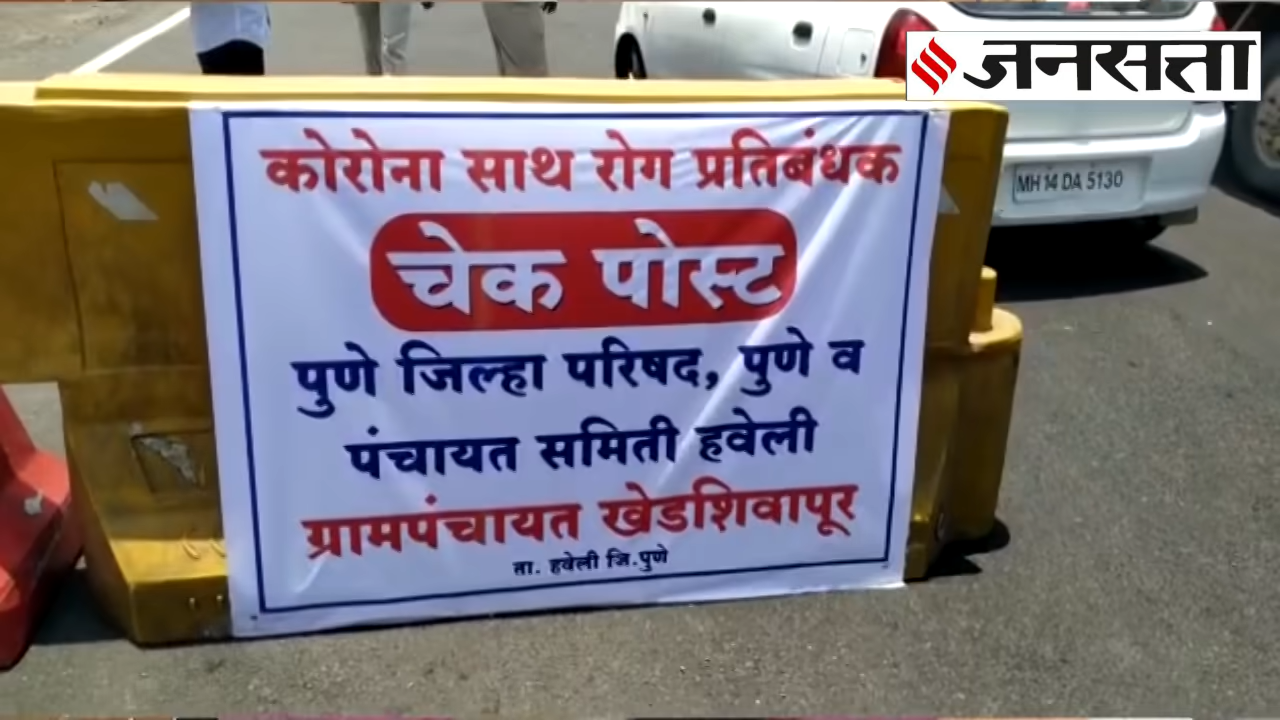 जनसत्ता
MH 14 DA 5130
कोरोना साथ रोग प्रतिबंधक
चेक पोस्ट
पुणे जिल्हा परिषद, पुणे व
पंचायत समिती हवेली
ग्रामपंचायत खेडशिवापूर
ता. हवेली जि.पुणे